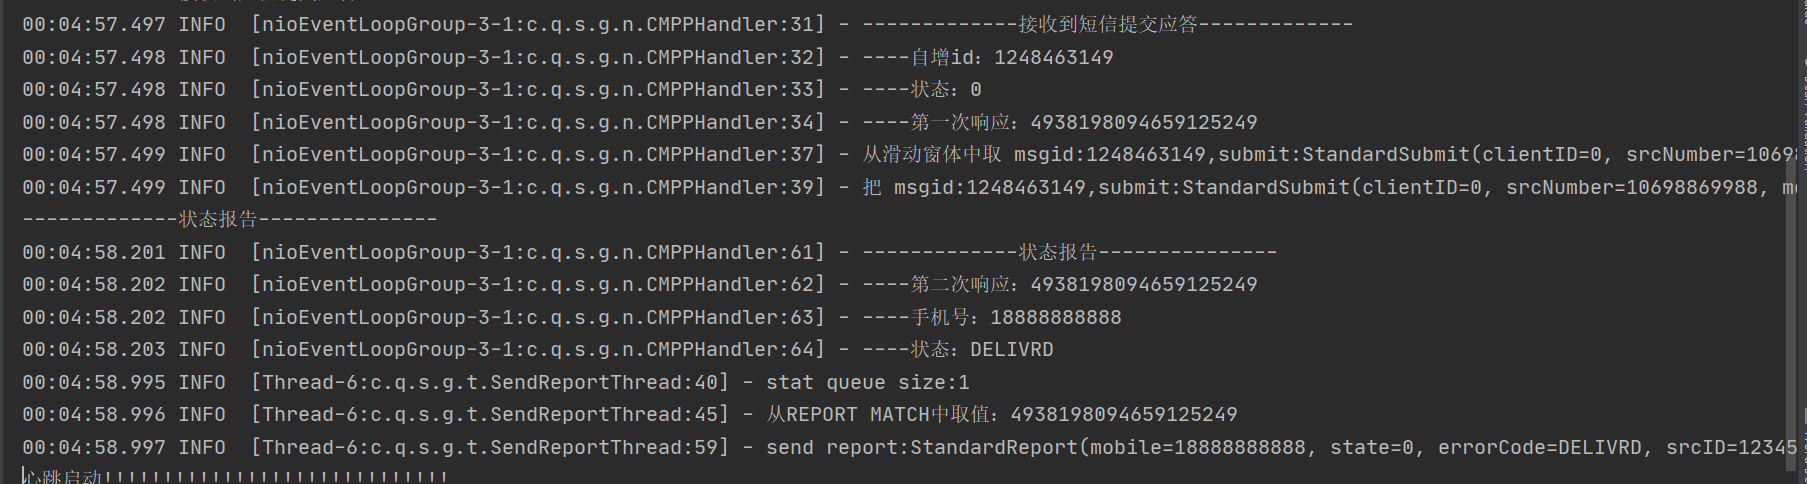 00:04:57.497 INFO  [nioEventLoopGroup-3-1:c.q.s.g.n.CMPPHandler:31] - -------------接收到短信提交应答-------------
00:04:57.498 INFO  [nioEventLoopGroup-3-1:c.q.s.g.n.CMPPHandler:32] - ----自增id：1248463149
00:04:57.498 INFO  [nioEventLoopGroup-3-1:c.q.s.g.n.CMPPHandler:33] - ----状态：0
00:04:57.498 INFO  [nioEventLoopGroup-3-1:c.q.s.g.n.CMPPHandler:34] - ----第一次响应：4938198094659125249
00:04:57.499 INFO  [nioEventLoopGroup-3-1:c.q.s.g.n.CMPPHandler:37] - 从滑动窗体中取 msgid:1248463149,submit:StandardSubmit(clientID=0, srcNumber=10698
00:04:57.499 INFO  [nioEventLoopGroup-3-1:c.q.s.g.n.CMPPHandler:39] - 把 msgid:1248463149,submit:StandardSubmit(clientID=0, srcNumber=10698869988,
-------------状态报告---------------
00:04:58.201 INFO  [nioEventLoopGroup-3-1:c.q.s.g.n.CMPPHandler:61] - -------------状态报告---------------
00:04:58.202 INFO  [nioEventLoopGroup-3-1:c.q.s.g.n.CMPPHandler:62] - ----第二次响应：4938198094659125249
00:04:58.202 INFO  [nioEventLoopGroup-3-1:c.q.s.g.n.CMPPHandler:63] - ----手机号：18888888888
00:04:58.203 INFO  [nioEventLoopGroup-3-1:c.q.s.g.n.CMPPHandler:64] - ----状态：DELIVRD
00:04:58.995 INFO  [Thread-6:c.q.s.g.t.SendReportThread:40] - stat queue size:1
00:04:58.996 INFO  [Thread-6:c.q.s.g.t.SendReportThread:45] - 从REPORT MATCH中取值：4938198094659125249
00:04:58.997 INFO  [Thread-6:c.q.s.g.t.SendReportThread:59] - send report:StandardReport(mobile=18888888888, state=0, errorCode=DELIVRD, srcID=12345
心跳启动!!!!!!!!!!!!!!!!!!!!!!!!!!!!!